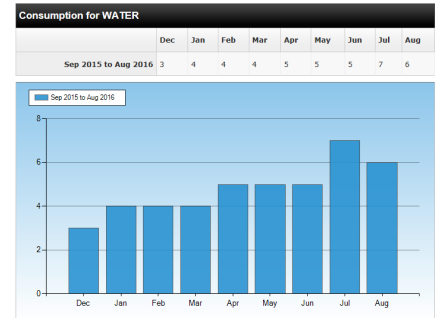 Consumption for WATER
Dec Jan Feb Mar Apr May Jun Jul Aug
Sep 2015 to Aug 2016 3 4 4 4 5 5 5 7 6
Sep 2015 to Aug 2016
8
6
4
2
0
Dec Jan Feb Mar Apr May Jun Jul Aug